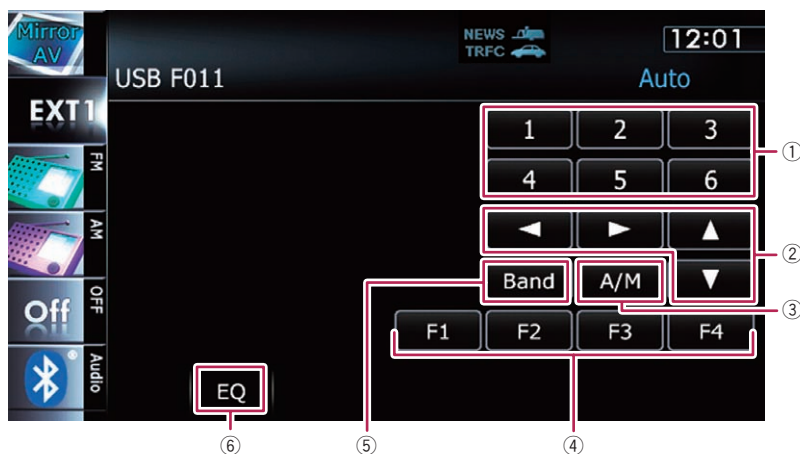 Mirror
AV
NEWS
TRFC
12:01
USB F011
Auto
EXT1
1 2 3
①
4 5 6
FM
◄ ► ▲
②
AM
Band A/M ▼
③
⑤
Off OFF
F1 F2 F3 F4
® Audio
EQ
⑥ ⑤ ④